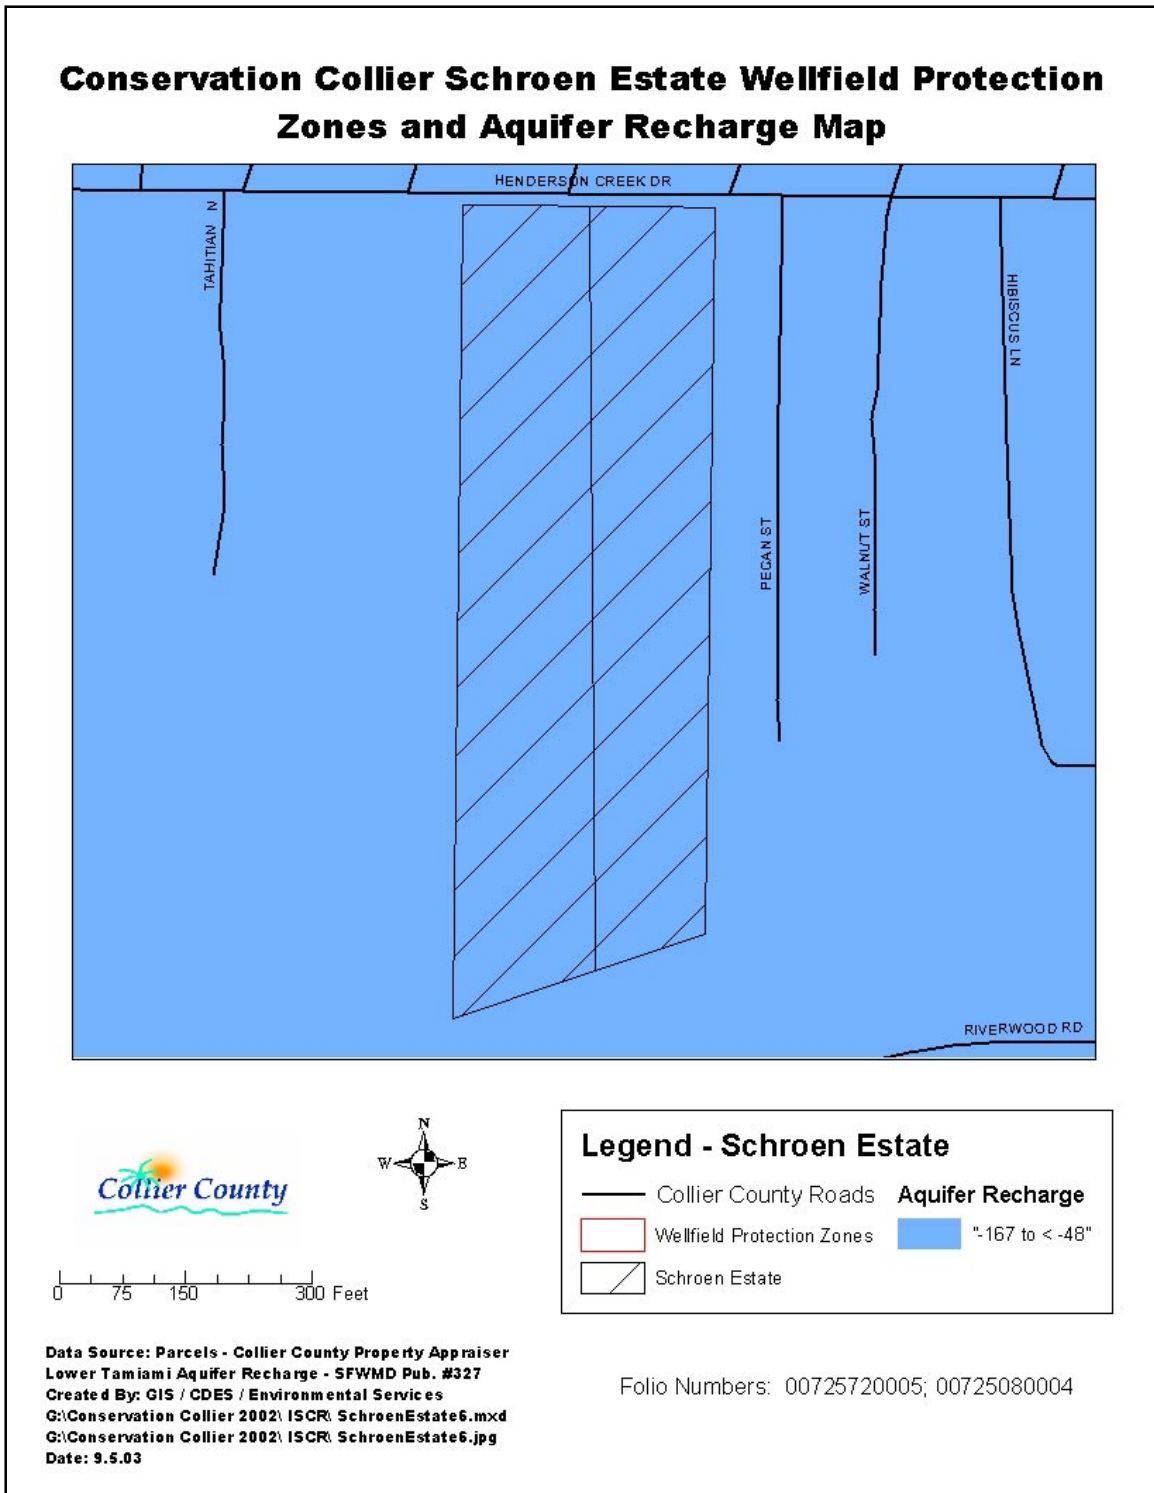 Conservation Collier Schroen Estate Wellfield Protection
Zones and Aquifer Recharge Map
HENDERSON CREEK DR
TAHITIAN N
HIBISCUS LN
PECAN ST
WALNUT ST
RIVERWOOD RD
N
W E
S
Collier County
0 75 150 300 Feet
Legend - Schroen Estate
Collier County Roads Aquifer Recharge
Wellfield Protection Zones "-167 to < -48"
Schroen Estate
Data Source: Parcels - Collier County Property Appraiser
Lower Tamiami Aquifer Recharge - SFWMD Pub. #327
Created By: GIS / CDES / Environmental Services
G:\Conservation Collier 2002\ ISCR\ SchroenEstate6.mxd
G:\Conservation Collier 2002\ ISCR\ SchroenEstate6.jpg
Date: 9.5.03
Folio Numbers: 00725720005; 00725080004